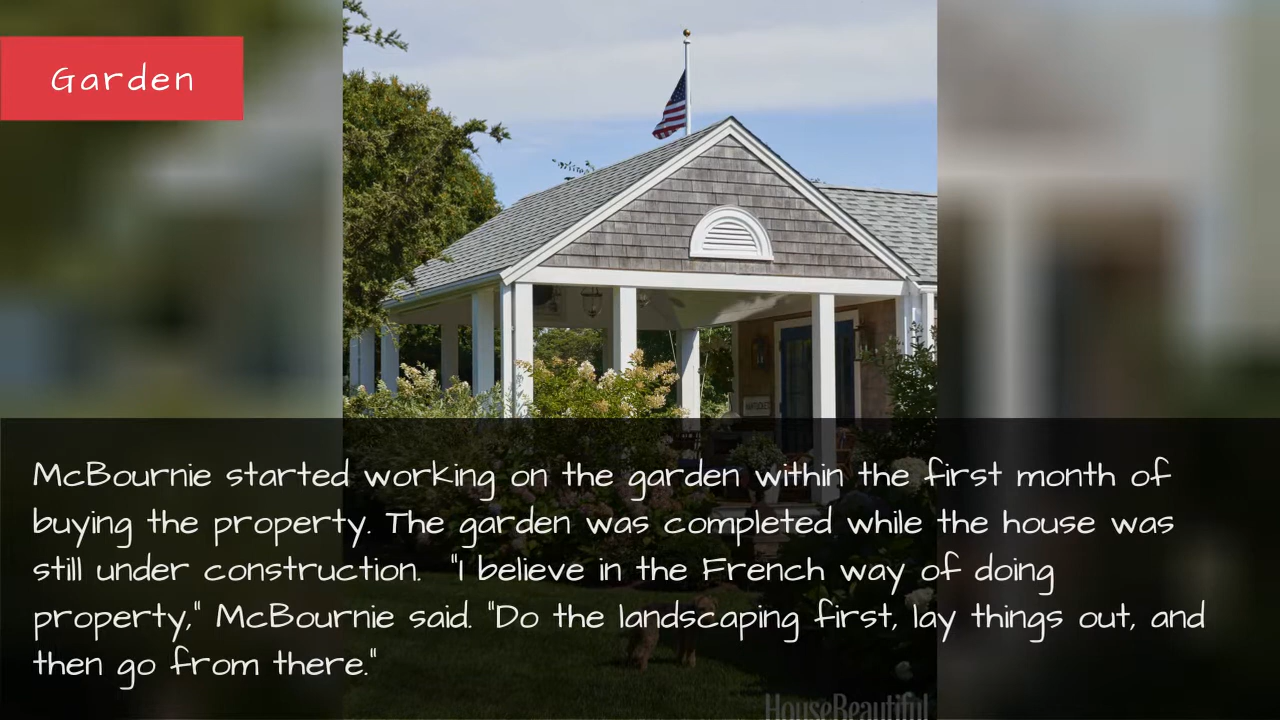 Garden
McBournie started working on the garden within the first month of
buying the property. The garden was completed while the house was
still under construction.  "I believe in the French way of doing
property," McBournie said. "Do the landscaping first, lay things out, and
then go from there."
HouseBeautiful